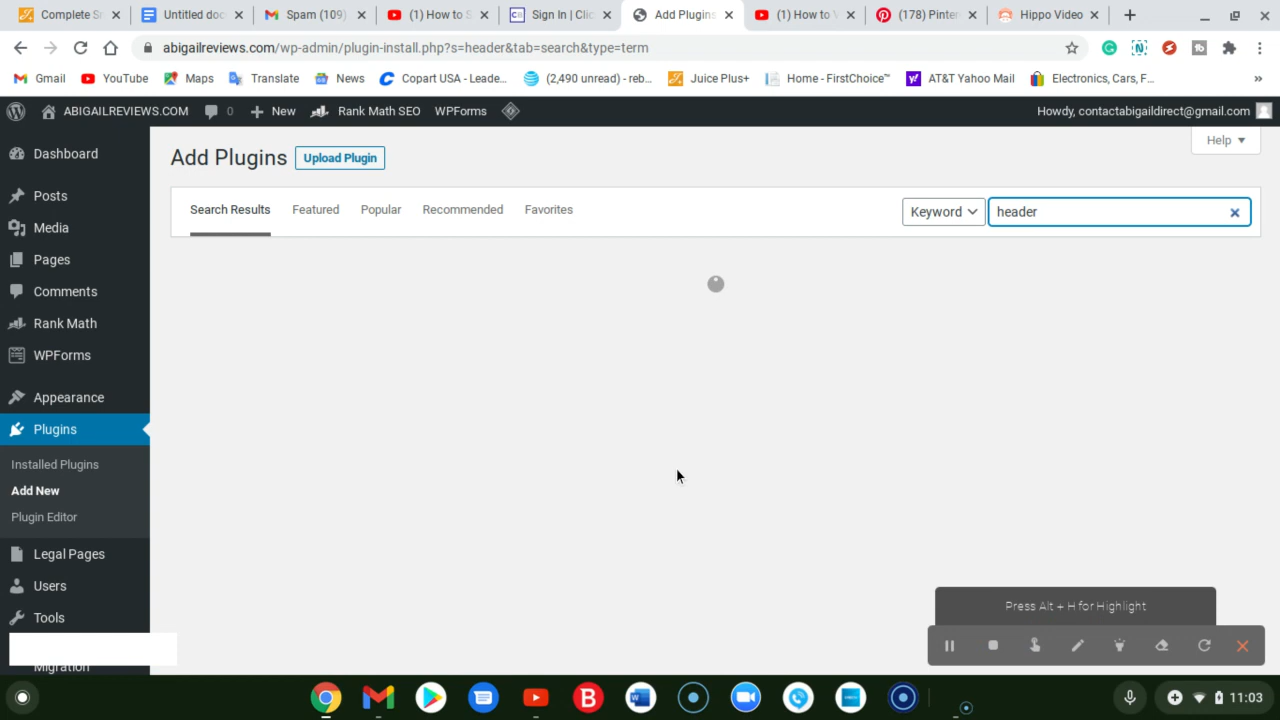 Complete S
Untitled doc
Spam (109)
(1) How to S
Sign In | Clic
Add Plugins
(1) How to V
(178) Pinter
Hippo Video
abigailreviews.com/wp-admin/plugin-install.php?s=header&tab=search&type=term
Gmail
YouTube
Maps
Translate
News
Copart USA - Leade...
(2,490 unread) - reb...
Juice Plus+
Home - FirstChoice™
AT&T Yahoo Mail
Electronics, Cars, F...
»
ABIGAILREVIEWS.COM
0
New
Rank Math SEO
WPForms
Howdy, contactabigaildirect@gmail.com
Help
Dashboard
Posts
Media
Pages
Comments
Rank Math
WPForms
Appearance
Plugins
Installed Plugins
Add New
Plugin Editor
Legal Pages
Users
Tools
Migration
Add Plugins
Upload Plugin
Search Results
Featured
Popular
Recommended
Favorites
Keyword
header
Press Alt + H for Highlight
11:03